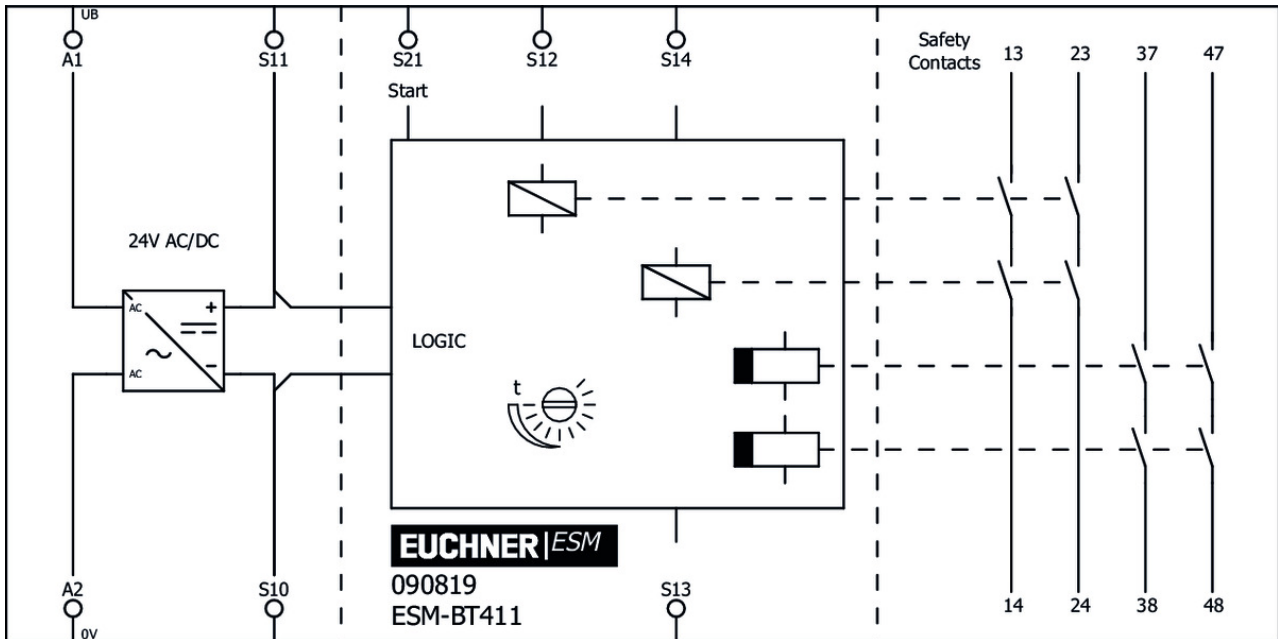 UB
A1
S11
S21
S12
S14
Start
Safety
Contacts
13
23
37
47
24V AC/DC
AC
+
AC
-
LOGIC
t
EUCHNER|ESM
090819
ESM-BT411
A2
S10
S13
14
24
38
48
0V